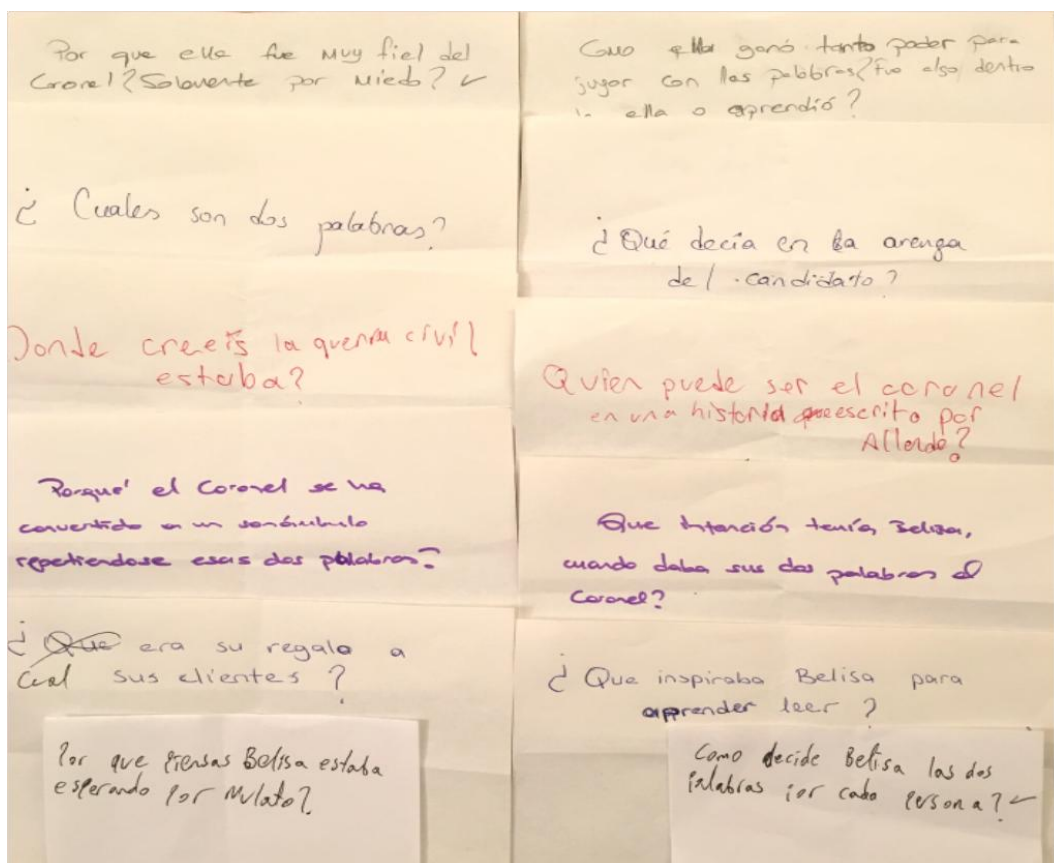 Por que ella fue muy fiel del
Coronel? Solamente por miedo? ✓
¿ Cuales son dos palabras?
Donde creeis la guerra civil
estaba?
Porqué el Coronel se ha
convertido en un sonámbulo
repetiendose esas dos palabras?
¿ Cual era su regalo a
sus clientes ?
Por que piensas Belisa estaba
esperando por Mulato?
Como ella ganó tanto poder para
jugar con las palabras? fue algo dentro
ella o aprendió?
¿ Qué decía en la arenga
del candidato?
Quien puede ser el coronel
en una historia escrito por
Allende?
Que intención tenía Belisa,
cuando daba sus dos palabras al
Coronel?
¿ Que inspiraba Belisa para
aprender leer ?
Como decide Belisa las dos
palabras por cada persona? ✓